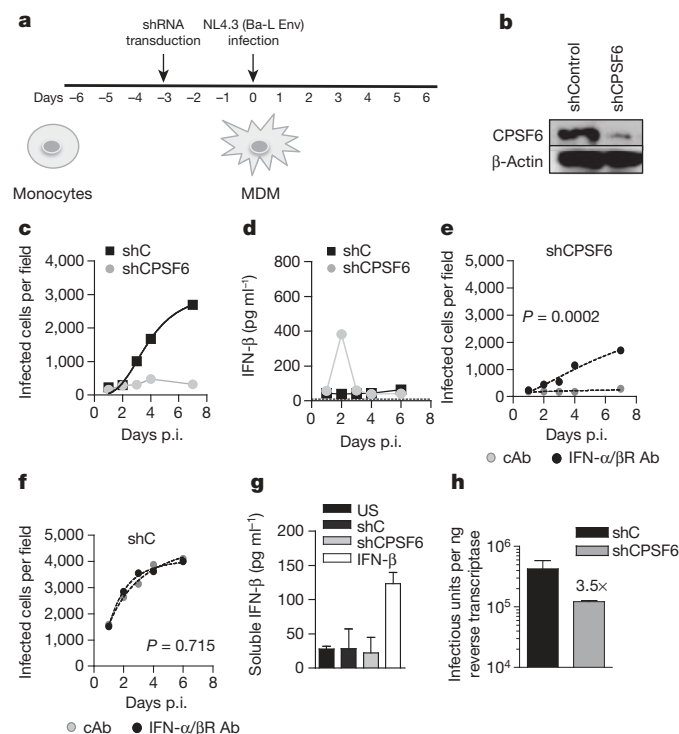 a
shRNA
transduction
NL4.3 (Ba-L Env)
infection
Days –6 –5 –4 –3 –2 –1 0 1 2 3 4 5 6
Monocytes
MDM
b
shControl
shCPSF6
CPSF6
β-Actin
c
shC
shCPSF6
Infected cells per field
4,000
3,000
2,000
1,000
0
0 2 4 6 8
Days p.i.
d
shC
shCPSF6
IFN-β (pg ml⁻¹)
800
600
400
200
0
0 2 4 6 8
Days p.i.
e
shCPSF6
Infected cells per field
5,000
4,000
3,000
2,000
1,000
0
P = 0.0002
0 2 4 6 8
Days p.i.
cAb IFN-α/βR Ab
f
shC
Infected cells per field
5,000
4,000
3,000
2,000
1,000
0
P = 0.715
0 2 4 6 8
Days p.i.
cAb IFN-α/βR Ab
g
US
shC
shCPSF6
IFN-β
Soluble IFN-β (pg ml⁻¹)
200
150
100
50
0
h
shC
shCPSF6
Infectious units per ng
reverse transcriptase
10⁶
10⁵
10⁴
3.5×